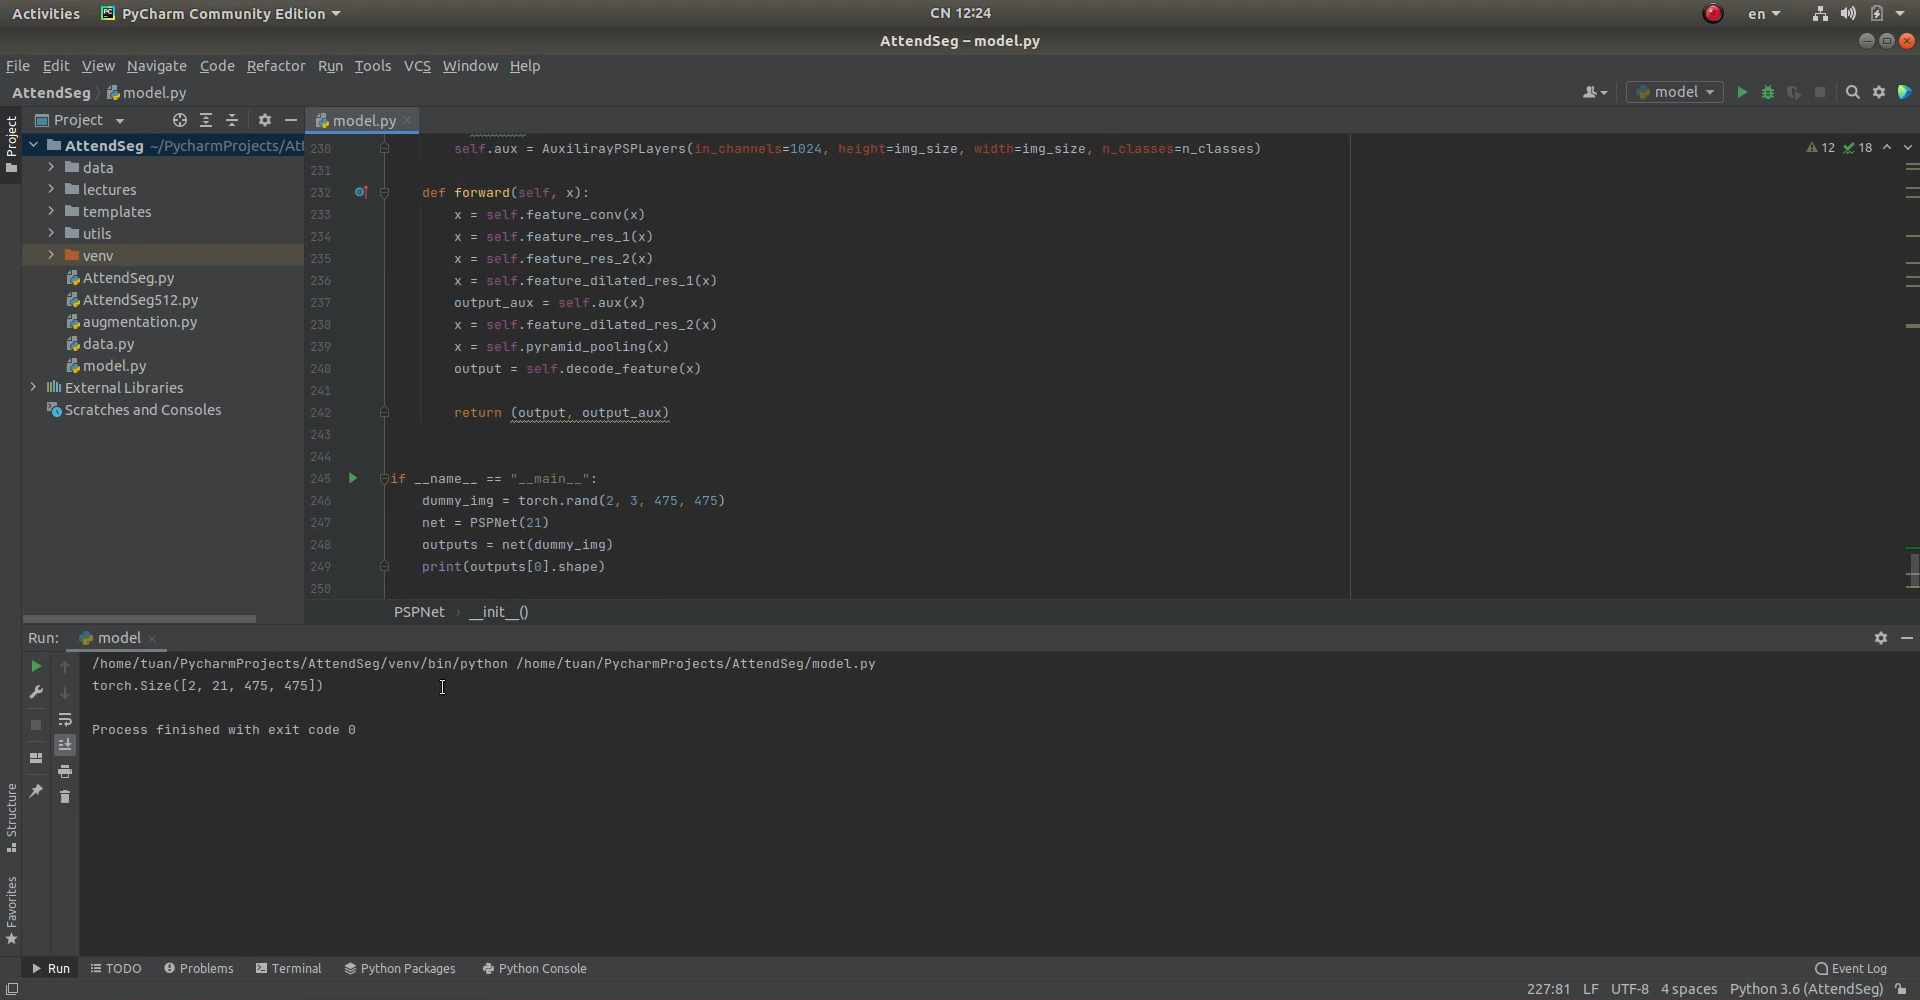 Activities PyCharm Community Edition CN 12:24 en
AttendSeg – model.py
File Edit View Navigate Code Refactor Run Tools VCS Window Help
AttendSeg model.py model
Project
Project
model.py
AttendSeg ~/PycharmProjects/Att
data
lectures
templates
utils
venv
AttendSeg.py
AttendSeg512.py
augmentation.py
data.py
model.py
External Libraries
Scratches and Consoles
12 18
230 self.aux = AuxilirayPSPLayers(in_channels=1024, height=img_size, width=img_size, n_classes=n_classes)
231
232 def forward(self, x):
233 x = self.feature_conv(x)
234 x = self.feature_res_1(x)
235 x = self.feature_res_2(x)
236 x = self.feature_dilated_res_1(x)
237 output_aux = self.aux(x)
238 x = self.feature_dilated_res_2(x)
239 x = self.pyramid_pooling(x)
240 output = self.decode_feature(x)
241
242 return (output, output_aux)
243
244
245 if __name__ == "__main__":
246 dummy_img = torch.rand(2, 3, 475, 475)
247 net = PSPNet(21)
248 outputs = net(dummy_img)
249 print(outputs[0].shape)
250
PSPNet › __init__()
Run: model
/home/tuan/PycharmProjects/AttendSeg/venv/bin/python /home/tuan/PycharmProjects/AttendSeg/model.py
torch.Size([2, 21, 475, 475])
Process finished with exit code 0
Structure
Favorites
Run TODO Problems Terminal Python Packages Python Console Event Log
227:81 LF UTF-8 4 spaces Python 3.6 (AttendSeg)